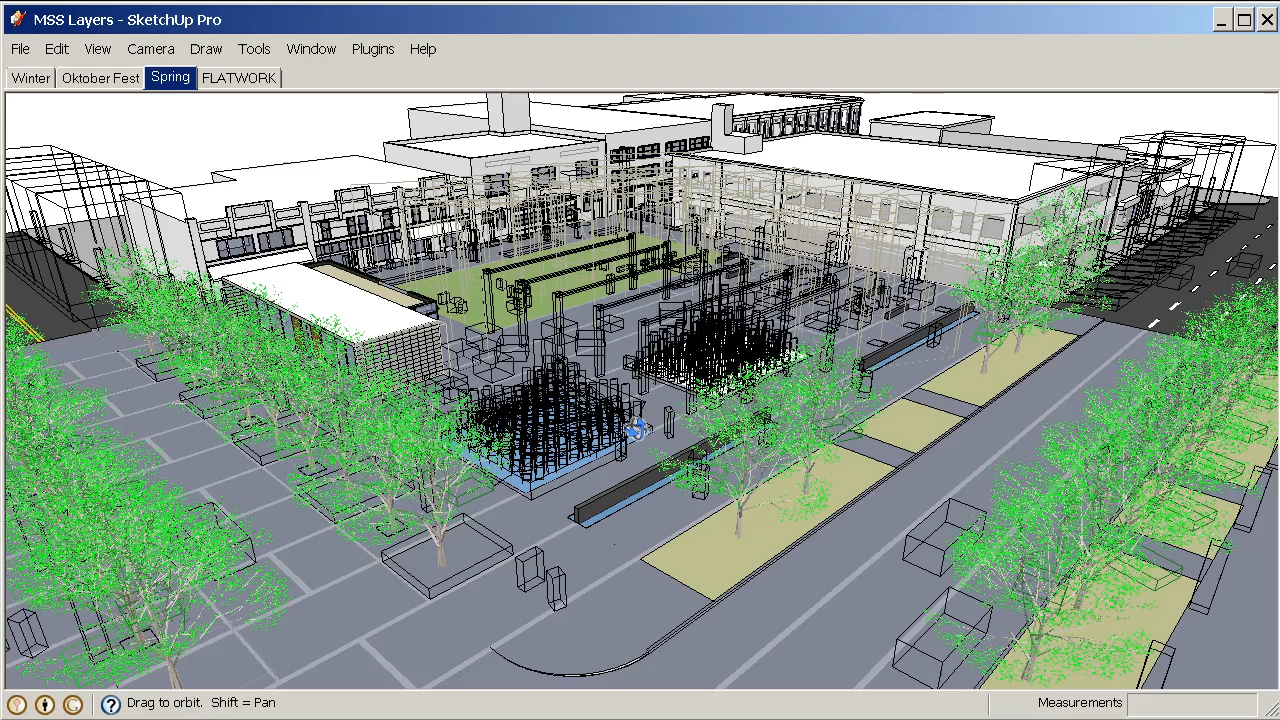 MSS Layers - SketchUp Pro
File Edit View Camera Draw Tools Window Plugins Help
Winter Oktober Fest Spring FLATWORK
Drag to orbit. Shift = Pan Measurements